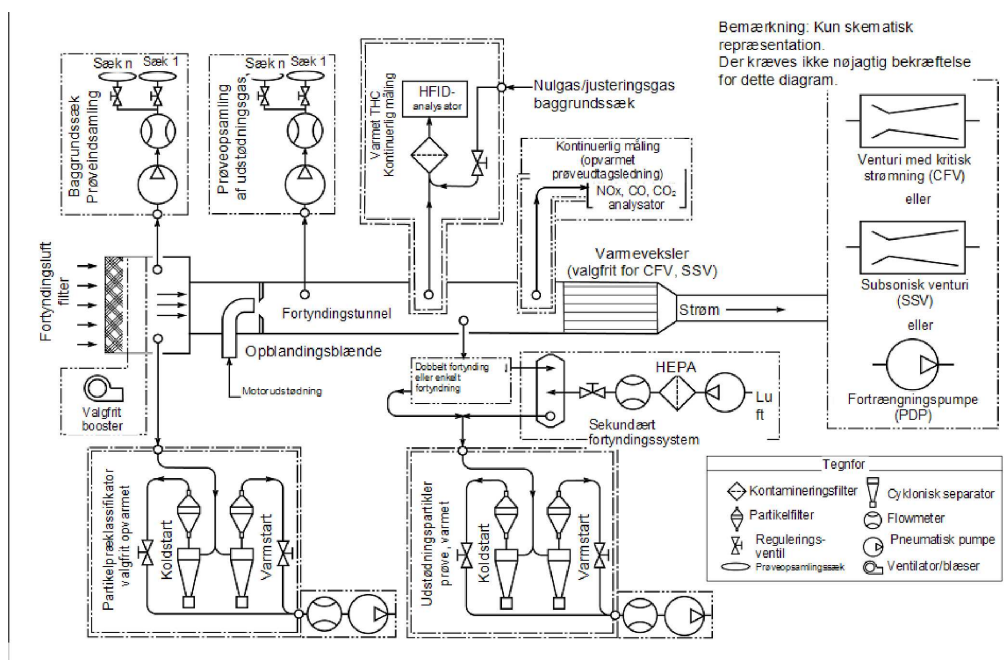 Bemærkning: Kun skematisk
repræsentation.
Der kræves ikke nøjagtig bekræftelse
for dette diagram.
Sæk n
Sæk 1
Baggrundssæk
Prøveindsamling
Sæk n
Sæk 1
Prøveopsamling
af udstødningsgas,
Varmet THC
Kontinuerlig måling
HFID-
analysator
Nulgas/justeringsgas
baggrundssæk
Kontinuerlig måling
(opvarmet
prøveudtagsledning)
NOx, CO, CO₂
analysator
Venturi med kritisk
strømning (CFV)
eller
Subsonisk venturi
(SSV)
eller
Fortrængningspumpe
(PDP)
Fortyndingsluft
filter
Fortyndingstunnel
Varmeveksler
(valgfrit for CFV, SSV)
Strøm
Opblandingsblænde
Motorudstødning
Valgfrit
booster
Dobbelt fortynding
eller enkelt
fortyndning
HEPA
Lu
ft
Sekundært
fortyndingssystem
Partikelpræklassifikator
valgfrit opvarmet
Koldstart
Varmstart
Udstødningspartikler
prøve, varmet
Koldstart
Varmstart
Tegnfor
Kontamineringsfilter
Cyklonisk separator
Partikelfilter
Flowmeter
Regulerings-
ventil
Pneumatisk pumpe
Prøveopsamlingssæk
Ventilator/blæser